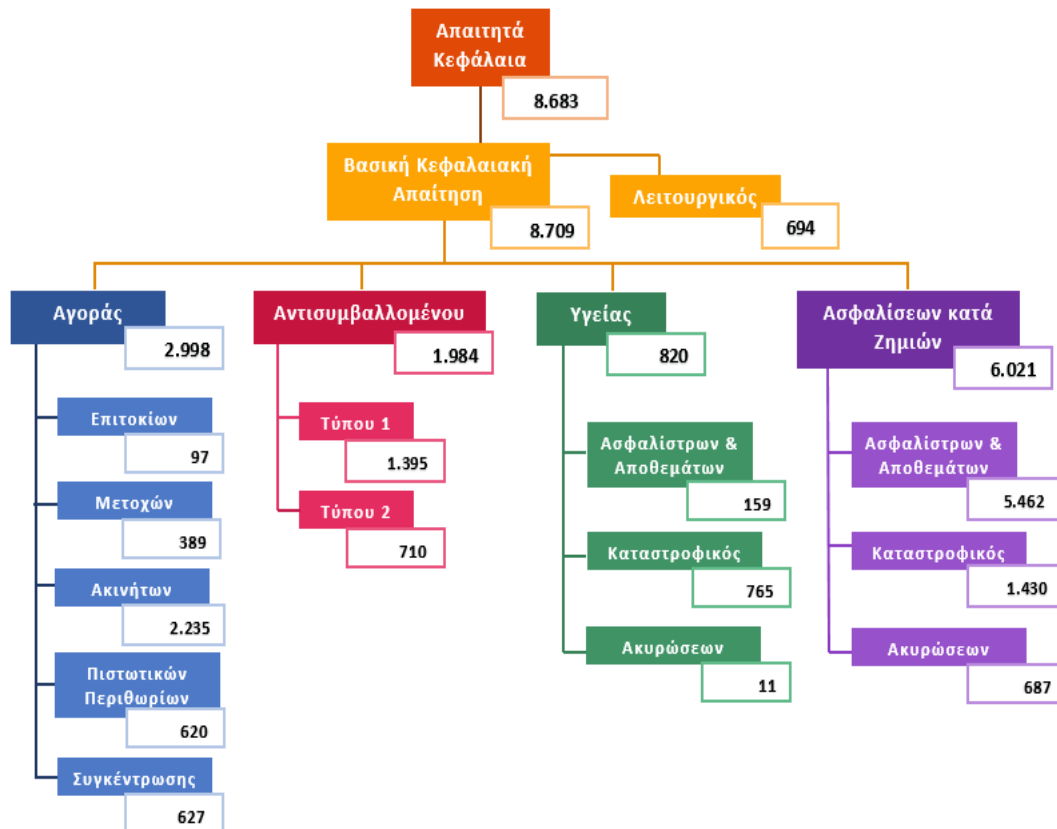 Απαιτητά
Κεφάλαια
8.683
Βασική Κεφαλαιακή
Απαίτηση
8.709
Λειτουργικός
694
Αγοράς
2.998
Επιτοκίων
97
Μετοχών
389
Ακινήτων
2.235
Πιστωτικών
Περιθωρίων
620
Συγκέντρωσης
627
Αντισυμβαλλομένου
1.984
Τύπου 1
1.395
Τύπου 2
710
Υγείας
820
Ασφαλίστρων &
Αποθεμάτων
159
Καταστροφικός
765
Ακυρώσεων
11
Ασφαλίσεων κατά
Ζημιών
6.021
Ασφαλίστρων &
Αποθεμάτων
5.462
Καταστροφικός
1.430
Ακυρώσεων
687